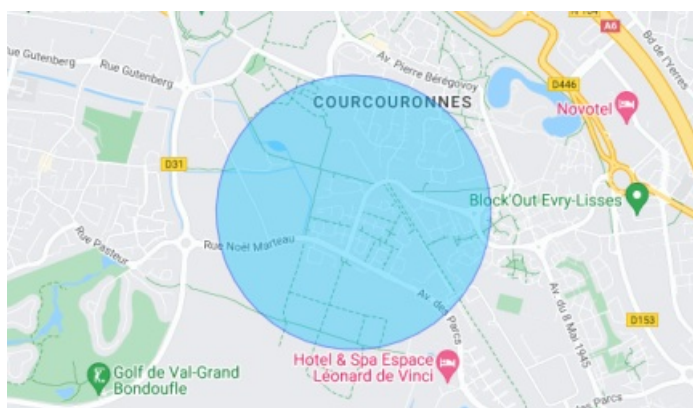 A6
Bd de l'Yerres
Rue Gutenberg
Rue Gutenberg
Av. Pierre Bérégovoy
D446
COURCOURONNES
Novotel
D31
Block'Out Evry-Lisses
Rue Pasteur
Rue Noël Marteau
Av. des Parcs
Av. du 8 Mai 1945
D153
Hotel & Spa Espace
Léonard de Vinci
Golf de Val-Grand
Bondoufle
des Parcs